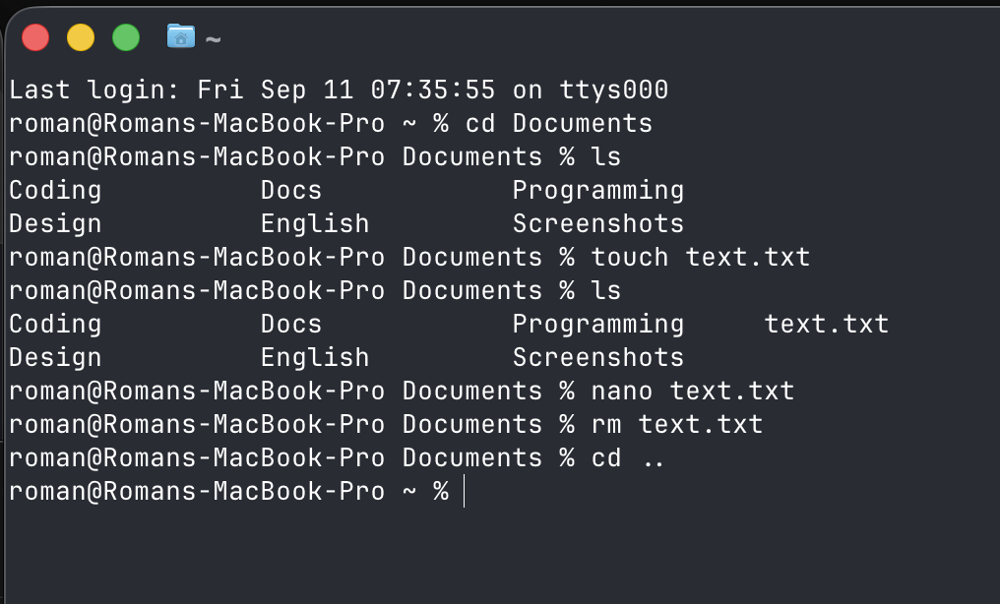 ~
Last login: Fri Sep 11 07:35:55 on ttys000
roman@Romans-MacBook-Pro ~ % cd Documents
roman@Romans-MacBook-Pro Documents % ls
Coding          Docs            Programming
Design          English         Screenshots
roman@Romans-MacBook-Pro Documents % touch text.txt
roman@Romans-MacBook-Pro Documents % ls
Coding          Docs            Programming     text.txt
Design          English         Screenshots
roman@Romans-MacBook-Pro Documents % nano text.txt
roman@Romans-MacBook-Pro Documents % rm text.txt
roman@Romans-MacBook-Pro Documents % cd ..
roman@Romans-MacBook-Pro ~ %